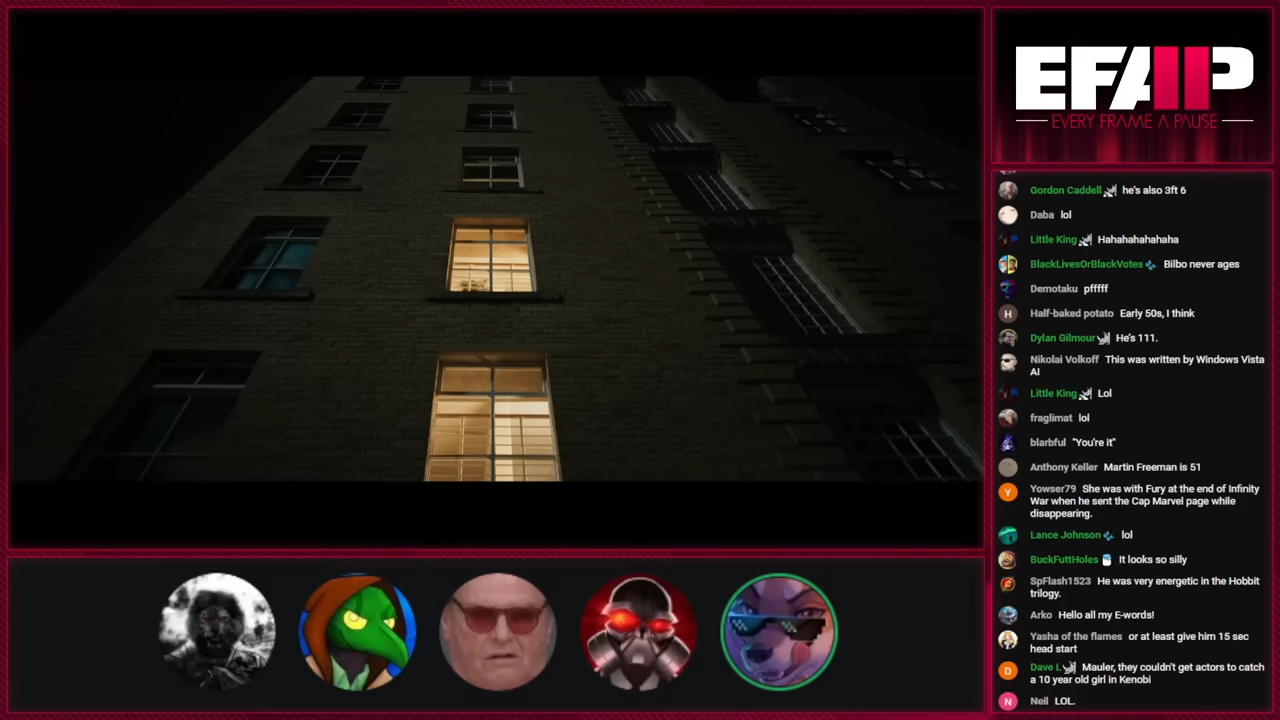 EFAP
EVERY FRAME A PAUSE
Gordon Caddell he's also 3ft 6
Daba lol
Little King Hahahahahahaha
BlackLivesOrBlackVotes Bilbo never ages
Demotaku pfffff
H Half-baked potato Early 50s, I think
Dylan Gilmour He's 111.
Nikolai Volkoff This was written by Windows Vista
AI
Little King Lol
fraglimat lol
blarbful "You're it"
Anthony Keller Martin Freeman is 51
Y Yowser79 She was with Fury at the end of Infinity
War when he sent the Cap Marvel page while
disappearing.
Lance Johnson lol
BuckFuttHoles It looks so silly
SpFlash1523 He was very energetic in the Hobbit
trilogy.
Arko Hello all my E-words!
Yasha of the flames or at least give him 15 sec
head start
D Dave L Mauler, they couldn't get actors to catch
a 10 year old girl in Kenobi
N Neil LOL.